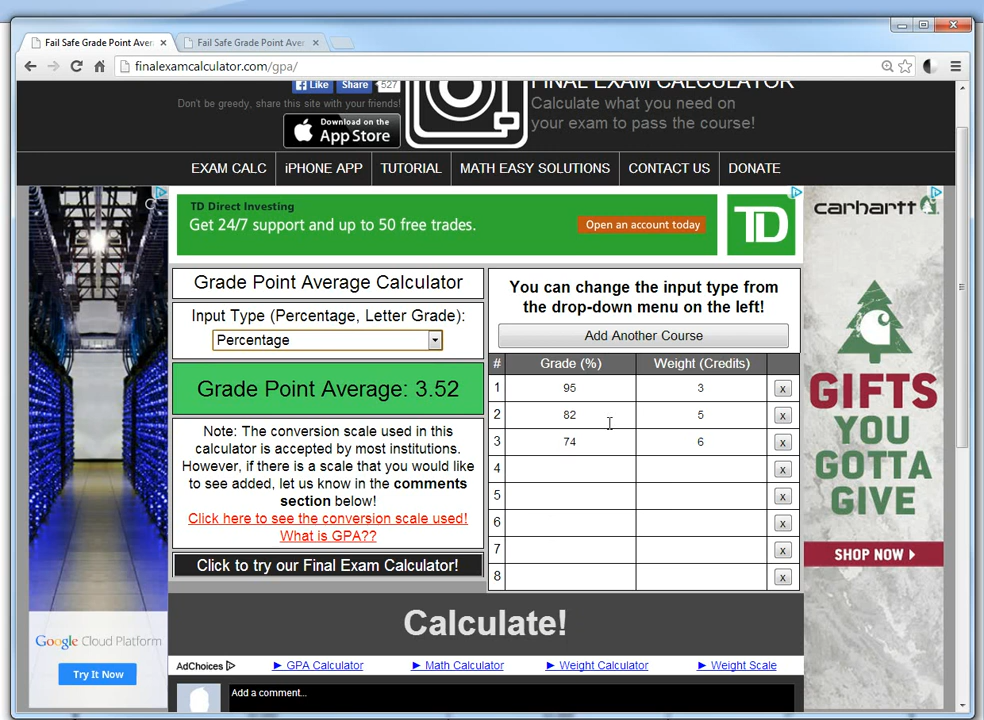 Fail Safe Grade Point Aver
Fail Safe Grade Point Aver
finalexamcalculator.com/gpa/
Like Share 527
Don't be greedy, share this site with your friends!
Download on the
App Store
FINAL EXAM CALCULATOR
Calculate what you need on
your exam to pass the course!
EXAM CALC iPHONE APP TUTORIAL MATH EASY SOLUTIONS CONTACT US DONATE
TD Direct Investing
Get 24/7 support and up to 50 free trades.
Open an account today
TD
carhartt
Grade Point Average Calculator
Input Type (Percentage, Letter Grade):
Percentage
Grade Point Average: 3.52
Note: The conversion scale used in this
calculator is accepted by most institutions.
However, if there is a scale that you would like
to see added, let us know in the comments
section below!
Click here to see the conversion scale used!
What is GPA??
Click to try our Final Exam Calculator!
You can change the input type from
the drop-down menu on the left!
Add Another Course
# Grade (%) Weight (Credits)
1 95 3 x
2 82 5 x
3 74 6 x
4 x
5 x
6 x
7 x
8 x
GIFTS
YOU
GOTTA
GIVE
SHOP NOW
Google Cloud Platform
Try It Now
Calculate!
AdChoices
► GPA Calculator
► Math Calculator
► Weight Calculator
► Weight Scale
Add a comment...